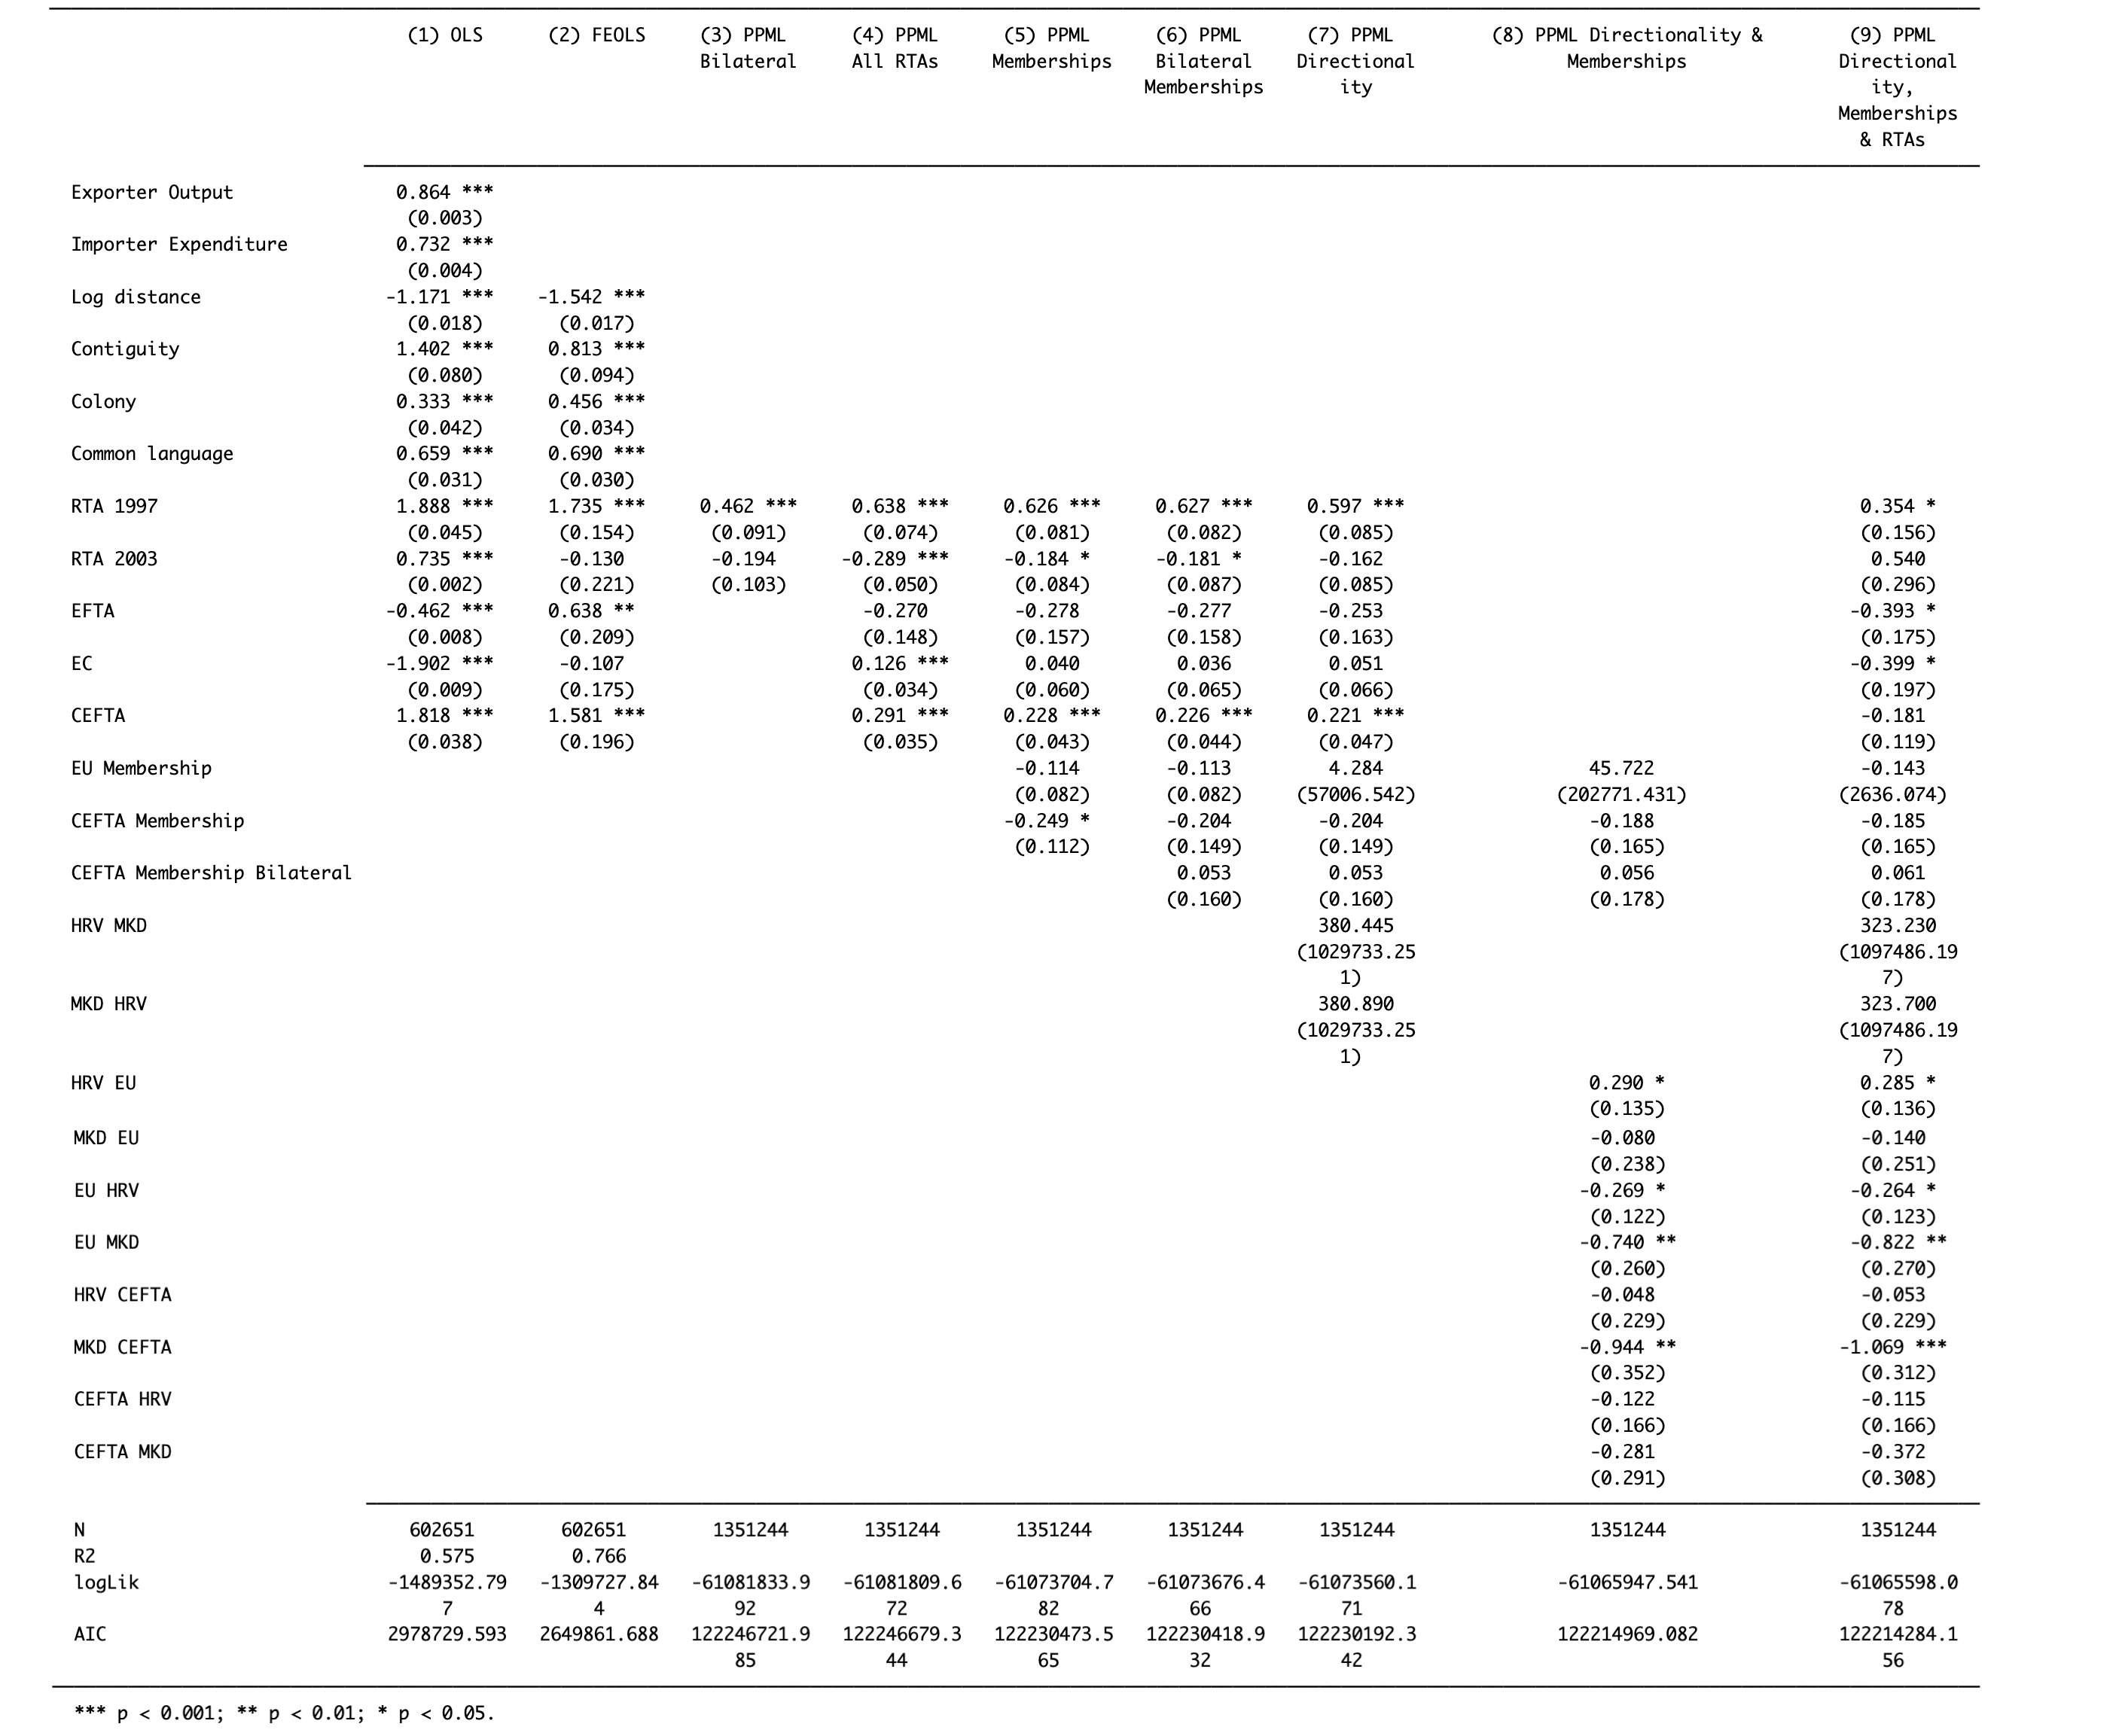 (1) OLS (2) FEOLS (3) PPML (4) PPML (5) PPML (6) PPML (7) PPML (8) PPML Directionality & (9) PPML
Bilateral All RTAs Memberships Bilateral Directional Memberships Directional
Memberships ity ity,
Memberships
& RTAs
Exporter Output 0.864 ***
(0.003)
Importer Expenditure 0.732 ***
(0.004)
Log distance -1.171 *** -1.542 ***
(0.018) (0.017)
Contiguity 1.402 *** 0.813 ***
(0.080) (0.094)
Colony 0.333 *** 0.456 ***
(0.042) (0.034)
Common language 0.659 *** 0.690 ***
(0.031) (0.030)
RTA 1997 1.888 *** 1.735 *** 0.462 *** 0.638 *** 0.626 *** 0.627 *** 0.597 *** 0.354 *
(0.045) (0.154) (0.091) (0.074) (0.081) (0.082) (0.085) (0.156)
RTA 2003 0.735 *** -0.130 -0.194 -0.289 *** -0.184 * -0.181 * -0.162 0.540
(0.002) (0.221) (0.103) (0.050) (0.084) (0.087) (0.085) (0.296)
EFTA -0.462 *** 0.638 ** -0.270 -0.278 -0.277 -0.253 -0.393 *
(0.008) (0.209) (0.148) (0.157) (0.158) (0.163) (0.175)
EC -1.902 *** -0.107 0.126 *** 0.040 0.036 0.051 -0.399 *
(0.009) (0.175) (0.034) (0.060) (0.065) (0.066) (0.197)
CEFTA 1.818 *** 1.581 *** 0.291 *** 0.228 *** 0.226 *** 0.221 *** -0.181
(0.038) (0.196) (0.035) (0.043) (0.044) (0.047) (0.119)
EU Membership -0.114 -0.113 4.284 45.722 -0.143
(0.082) (0.082) (57006.542) (202771.431) (2636.074)
CEFTA Membership -0.249 * -0.204 -0.204 -0.188 -0.185
(0.112) (0.149) (0.149) (0.165) (0.165)
CEFTA Membership Bilateral 0.053 0.053 0.056 0.061
(0.160) (0.160) (0.178) (0.178)
HRV MKD 380.445 323.230
(1029733.25 (1097486.19
1) 7)
MKD HRV 380.890 323.700
(1029733.25 (1097486.19
1) 7)
HRV EU 0.290 * 0.285 *
(0.135) (0.136)
MKD EU -0.080 -0.140
(0.238) (0.251)
EU HRV -0.269 * -0.264 *
(0.122) (0.123)
EU MKD -0.740 ** -0.822 **
(0.260) (0.270)
HRV CEFTA -0.048 -0.053
(0.229) (0.229)
MKD CEFTA -0.944 ** -1.069 ***
(0.352) (0.312)
CEFTA HRV -0.122 -0.115
(0.166) (0.166)
CEFTA MKD -0.281 -0.372
(0.291) (0.308)
N 602651 602651 1351244 1351244 1351244 1351244 1351244 1351244 1351244
R2 0.575 0.766
logLik -1489352.79 -1309727.84 -61081833.9 -61081809.6 -61073704.7 -61073676.4 -61073560.1 -61065947.541 -61065598.0
7 4 92 72 82 66 71 78
AIC 2978729.593 2649861.688 122246721.9 122246679.3 122230473.5 122230418.9 122230192.3 122214969.082 122214284.1
85 44 65 32 42 56
*** p < 0.001; ** p < 0.01; * p < 0.05.